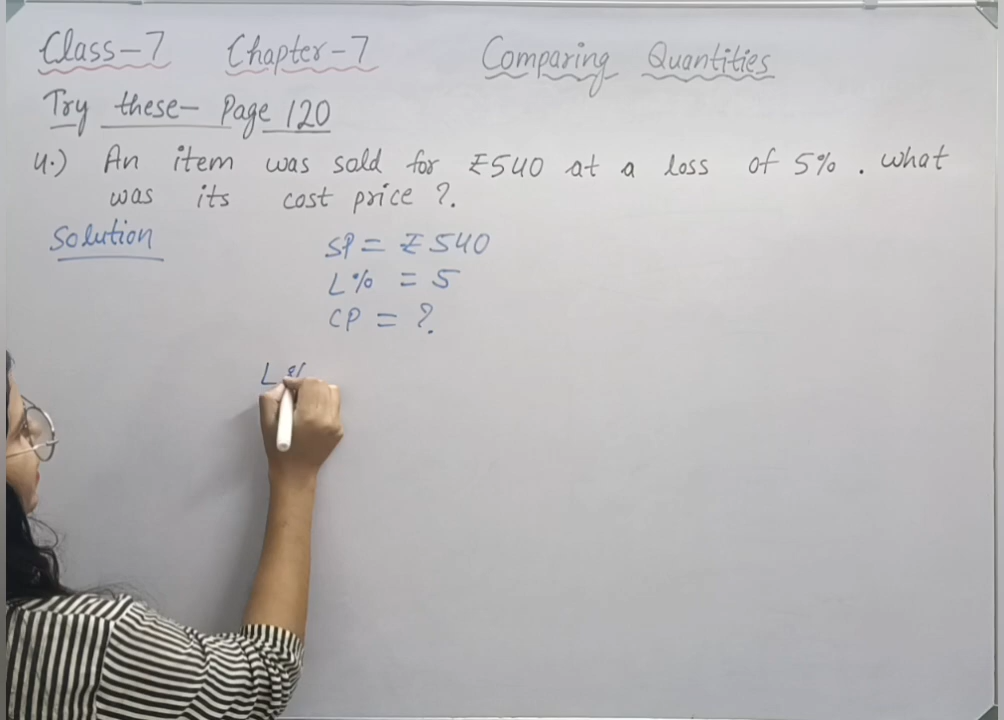 Class-7 Chapter-7 Comparing Quantities
Try these- Page 120
4.) An item was sold for ₹540 at a loss of 5%. what
was its cost price ?.
Solution
SP = ₹540
L% = 5
CP = ?
L%